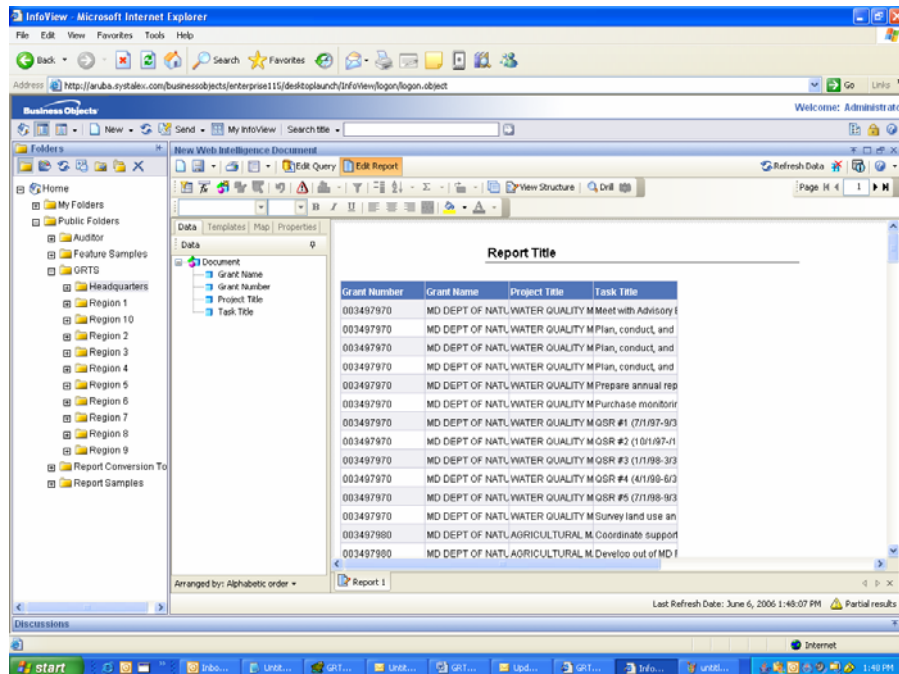 InfoView - Microsoft Internet Explorer
File Edit View Favorites Tools Help
Back Search Favorites
Address http://aruba.systalex.com/businessobjects/enterprise115/desktoplaunch/InfoView/logon/logon.object Go Links
Business Objects Welcome: Administrato
New Send My InfoView Search title
Folders
New Web Intelligence Document
Edit Query Edit Report Refresh Data
View Structure Drill Page 1
Home
My Folders
Public Folders
Auditor
Feature Samples
GRTS
Headquarters
Region 1
Region 10
Region 2
Region 3
Region 4
Region 5
Region 6
Region 7
Region 8
Region 9
Report Conversion To
Report Samples
Data Templates Map Properties
Data
Document
Grant Name
Grant Number
Project Title
Task Title
Arranged by: Alphabetic order
Report Title
Grant Number Grant Name Project Title Task Title
003497970 MD DEPT OF NATU WATER QUALITY M Meet with Advisory B
003497970 MD DEPT OF NATU WATER QUALITY M Plan, conduct, and
003497970 MD DEPT OF NATU WATER QUALITY M Plan, conduct, and
003497970 MD DEPT OF NATU WATER QUALITY M Plan, conduct, and
003497970 MD DEPT OF NATU WATER QUALITY M Prepare annual rep
003497970 MD DEPT OF NATU WATER QUALITY M Purchase monitorin
003497970 MD DEPT OF NATU WATER QUALITY M QSR #1 (7/1/97-9/3
003497970 MD DEPT OF NATU WATER QUALITY M QSR #2 (10/1/97-/1
003497970 MD DEPT OF NATU WATER QUALITY M QSR #3 (1/1/98-3/3
003497970 MD DEPT OF NATU WATER QUALITY M QSR #4 (4/1/98-6/3
003497970 MD DEPT OF NATU WATER QUALITY M QSR #5 (7/1/98-9/3
003497970 MD DEPT OF NATU WATER QUALITY M Survey land use an
003497980 MD DEPT OF NATU AGRICULTURAL M Coordinate support
003497980 MD DEPT OF NATU AGRICULTURAL M Develop out of MD
Report 1
Last Refresh Date: June 6, 2006 1:48:07 PM Partial results
Discussions
Internet
start Inbo... Untit... GRT... Untit... GRT... Upd... GRT... Info... untitl... 1:48 PM